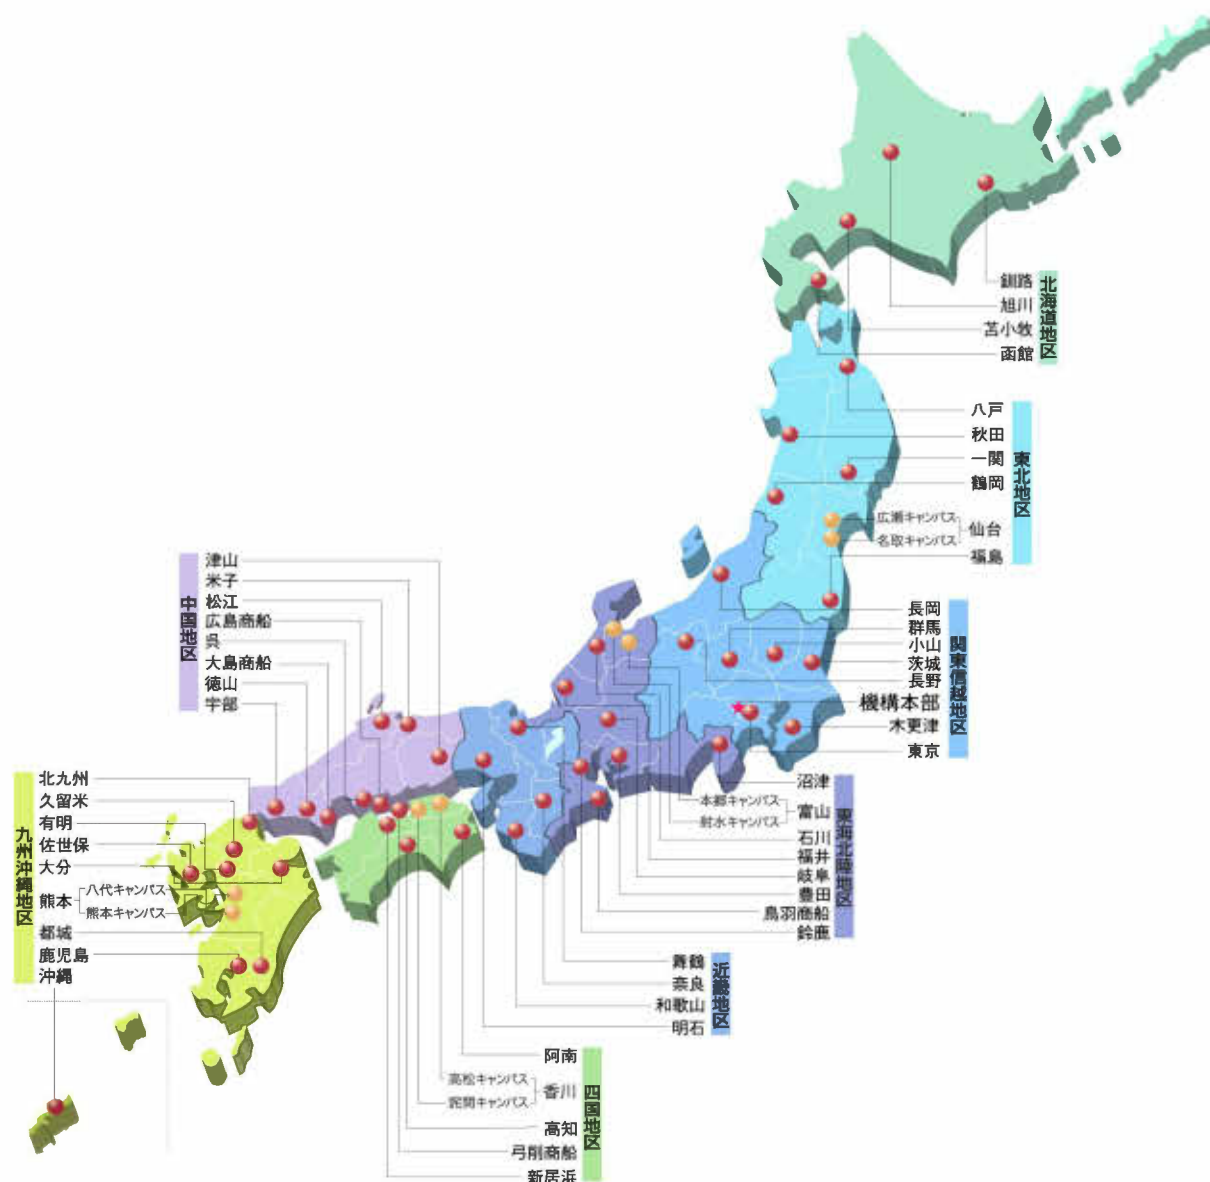 北海道地区
釧路
旭川
苫小牧
函館
東北地区
八戸
秋田
一関
鶴岡
広瀬キャンパス
名取キャンパス
仙台
福島
関東信越地区
長岡
群馬
小山
茨城
長野
機構本部
木更津
東京
東海北陸地区
沼津
本郷キャンパス
射水キャンパス
富山
石川
福井
岐阜
豊田
鳥羽商船
鈴鹿
近畿地区
舞鶴
奈良
和歌山
明石
中国地区
津山
米子
松江
広島商船
呉
大島商船
徳山
宇部
四国地区
阿南
高松キャンパス
詫間キャンパス
香川
高知
弓削商船
新居浜
九州沖縄地区
北九州
久留米
有明
佐世保
大分
八代キャンパス
熊本
熊本キャンパス
都城
鹿児島
沖縄